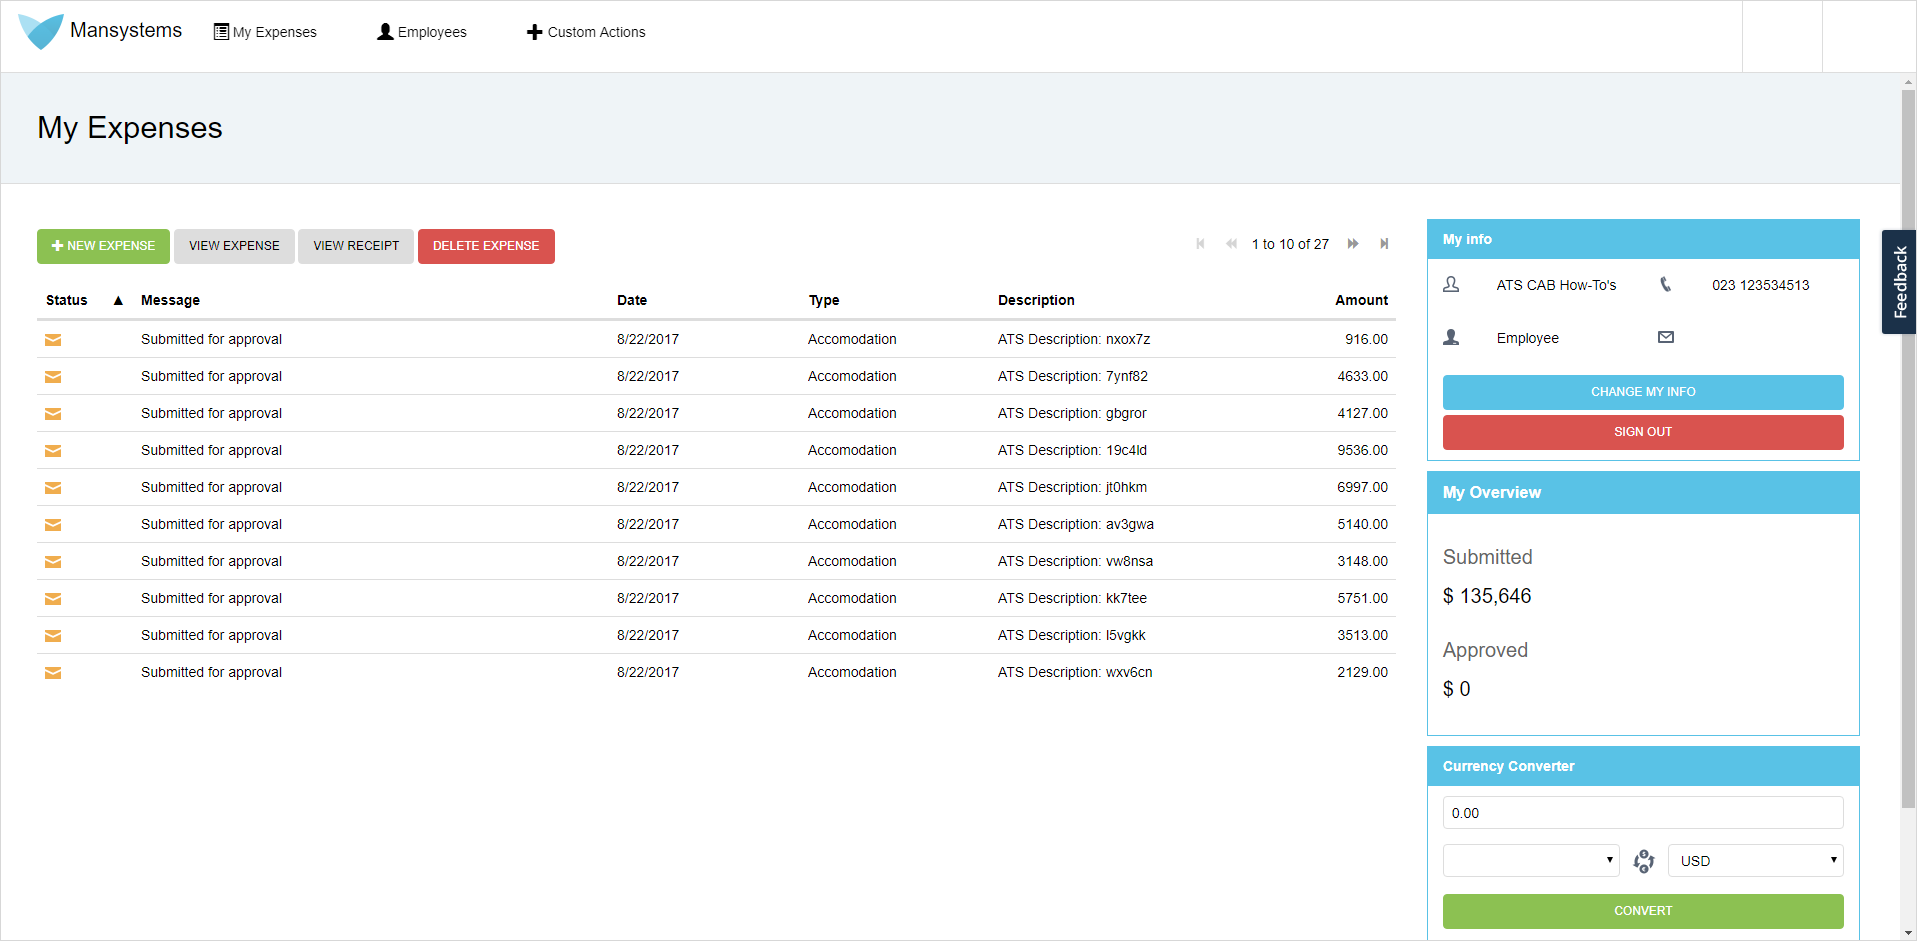 Mansystems
My Expenses
Employees
Custom Actions
My Expenses
NEW EXPENSE
VIEW EXPENSE
VIEW RECEIPT
DELETE EXPENSE
1 to 10 of 27
Status ▲ Message Date Type Description Amount
Submitted for approval 8/22/2017 Accomodation ATS Description: nxox7z 916.00
Submitted for approval 8/22/2017 Accomodation ATS Description: 7ynf82 4633.00
Submitted for approval 8/22/2017 Accomodation ATS Description: gbgror 4127.00
Submitted for approval 8/22/2017 Accomodation ATS Description: 19c4ld 9536.00
Submitted for approval 8/22/2017 Accomodation ATS Description: jt0hkm 6997.00
Submitted for approval 8/22/2017 Accomodation ATS Description: av3gwa 5140.00
Submitted for approval 8/22/2017 Accomodation ATS Description: vw8nsa 3148.00
Submitted for approval 8/22/2017 Accomodation ATS Description: kk7tee 5751.00
Submitted for approval 8/22/2017 Accomodation ATS Description: l5vgkk 3513.00
Submitted for approval 8/22/2017 Accomodation ATS Description: wxv6cn 2129.00
My info
ATS CAB How-To's
023 123534513
Employee
CHANGE MY INFO
SIGN OUT
My Overview
Submitted
$ 135,646
Approved
$ 0
Currency Converter
0.00
USD
CONVERT
Feedback